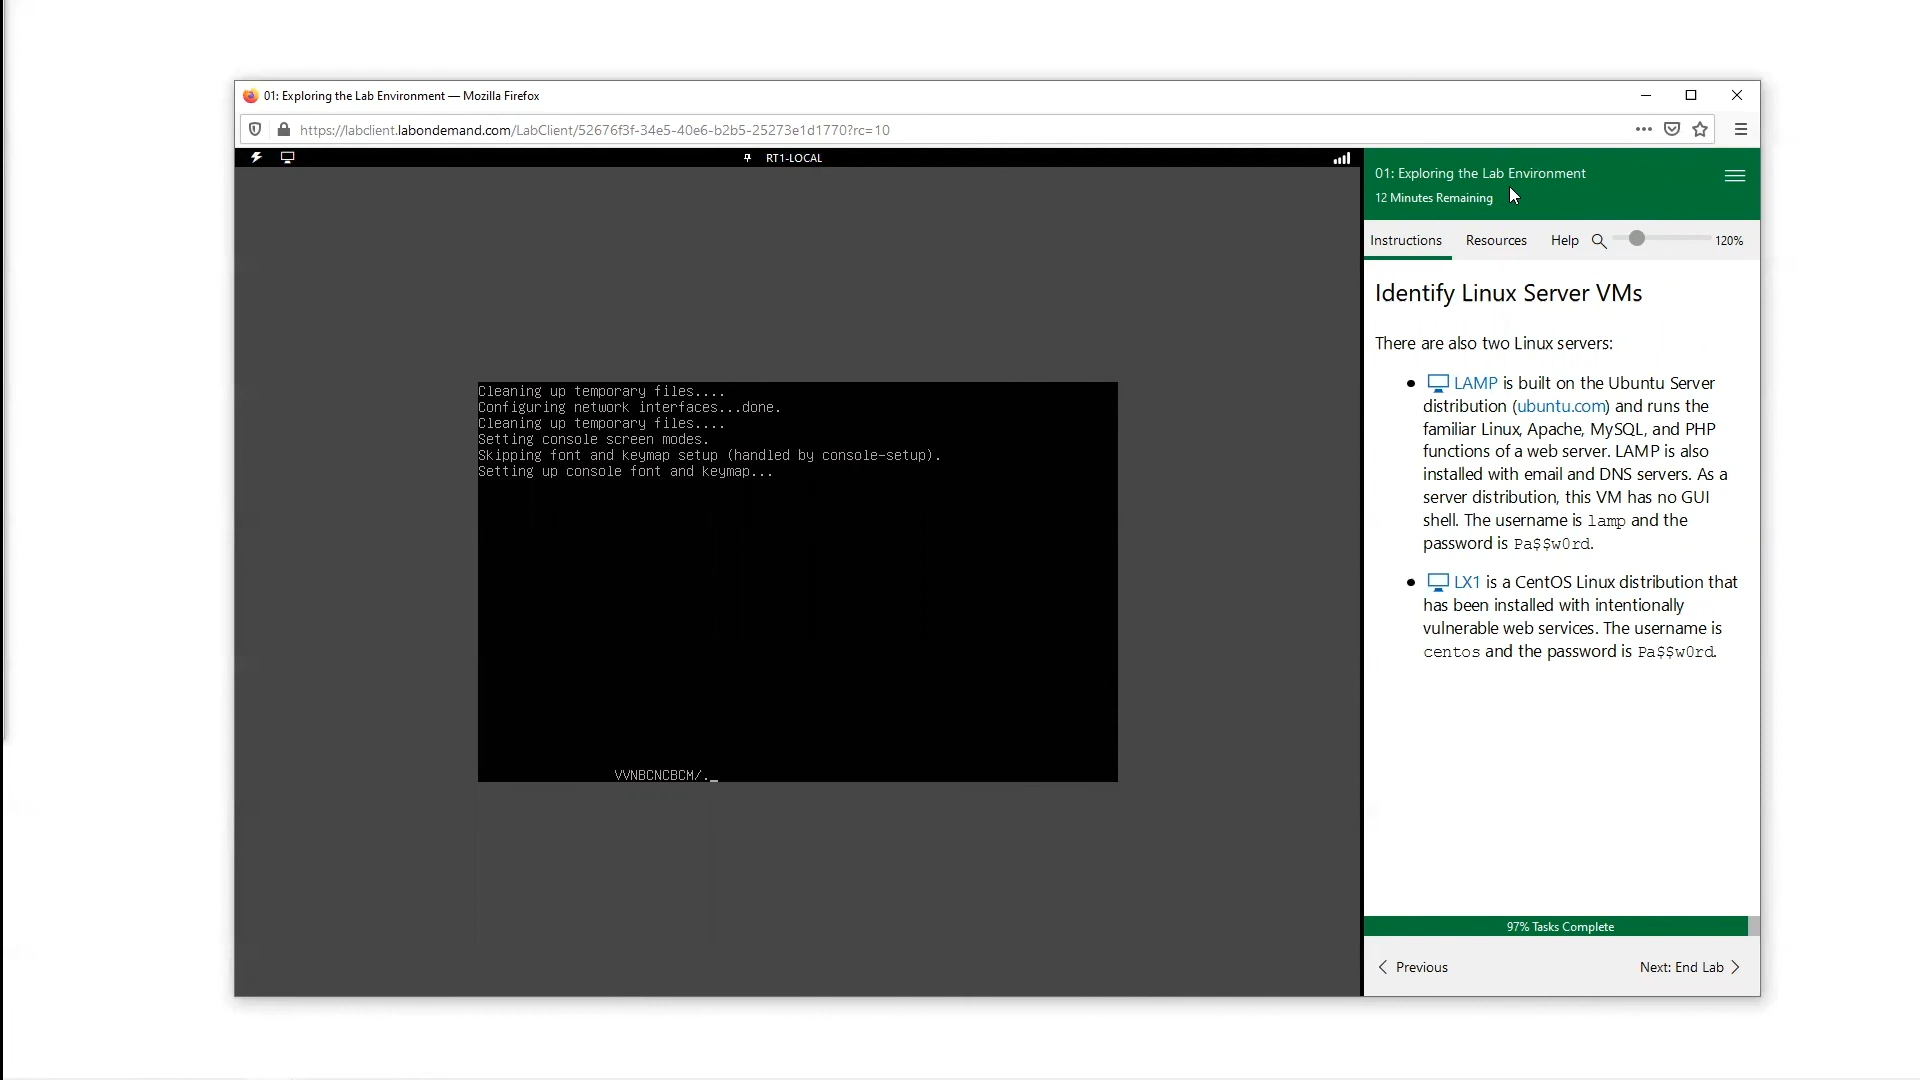 01: Exploring the Lab Environment — Mozilla Firefox
https://labclient.labondemand.com/LabClient/52676f3f-34e5-40e6-b2b5-25273e1d1770?rc=10
RT1-LOCAL
Cleaning up temporary files....
Configuring network interfaces...done.
Cleaning up temporary files....
Setting console screen modes.
Skipping font and keymap setup (handled by console-setup).
Setting up console font and keymap...
VVNBCNCBCM/._
01: Exploring the Lab Environment
12 Minutes Remaining
Instructions Resources Help 120%
Identify Linux Server VMs
There are also two Linux servers:
• LAMP is built on the Ubuntu Server
distribution (ubuntu.com) and runs the
familiar Linux, Apache, MySQL, and PHP
functions of a web server. LAMP is also
installed with email and DNS servers. As a
server distribution, this VM has no GUI
shell. The username is lamp and the
password is Pa$$w0rd.
• LX1 is a CentOS Linux distribution that
has been installed with intentionally
vulnerable web services. The username is
centos and the password is Pa$$w0rd.
97% Tasks Complete
Previous Next: End Lab